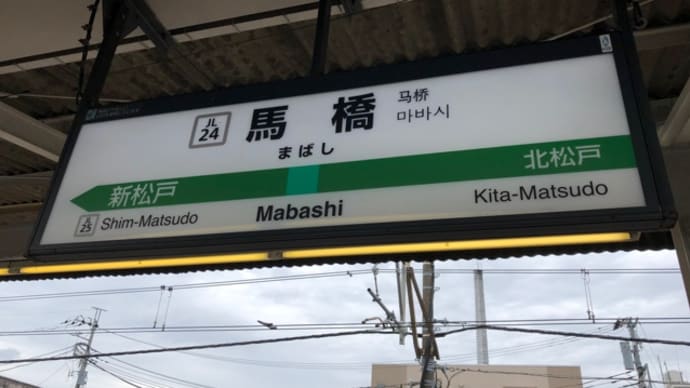 JL
24
馬橋
马桥
마바시
まばし
新松戸
北松戸
JL
25
Shim-Matsudo
Mabashi
Kita-Matsudo